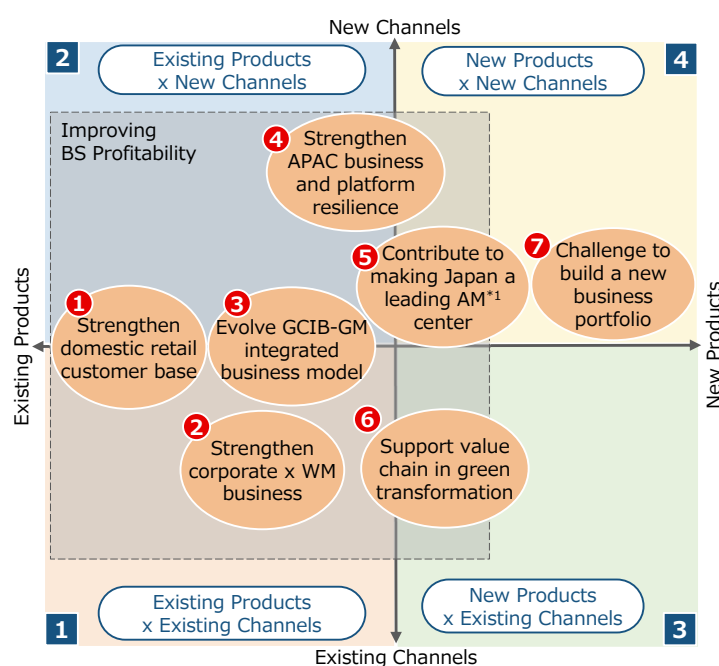 New Channels
2
Existing Products
x New Channels
New Products
x New Channels
4
Improving
BS Profitability
4
Strengthen
APAC business
and platform
resilience
5
Contribute to
making Japan a
leading AM*1
center
7
Challenge to
build a new
business
portfolio
1
Strengthen
domestic retail
customer base
3
Evolve GCIB-GM
integrated
business model
Existing Products
New Products
2
Strengthen
corporate x WM
business
6
Support value
chain in green
transformation
1
Existing Products
x Existing Channels
New Products
x Existing Channels
3
Existing Channels